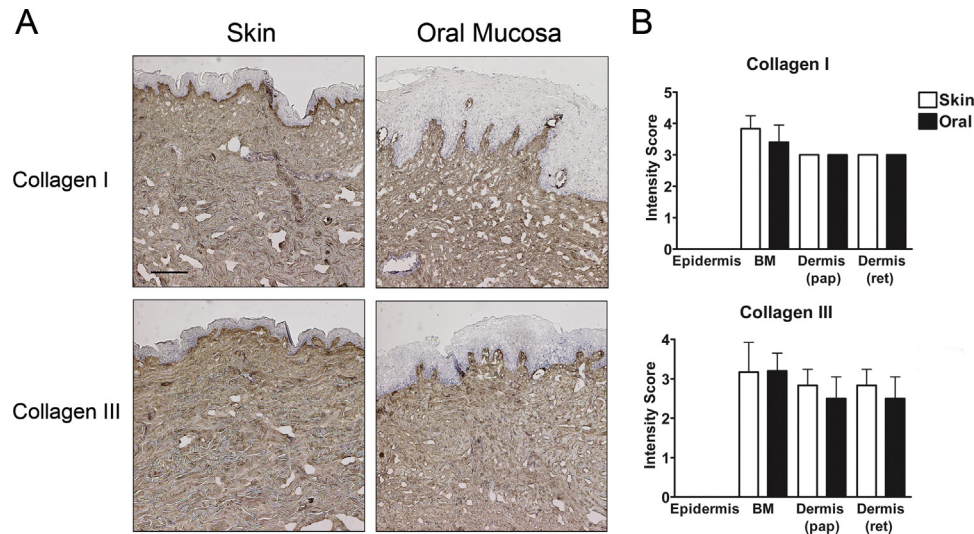 A
Skin
Oral Mucosa
Collagen I
Collagen III
B
Collagen I
Skin
Oral
Intensity Score
5
4
3
2
1
0
Epidermis BM Dermis Dermis
(pap) (ret)
Collagen III
Intensity Score
4
3
2
1
0
Epidermis BM Dermis Dermis
(pap) (ret)